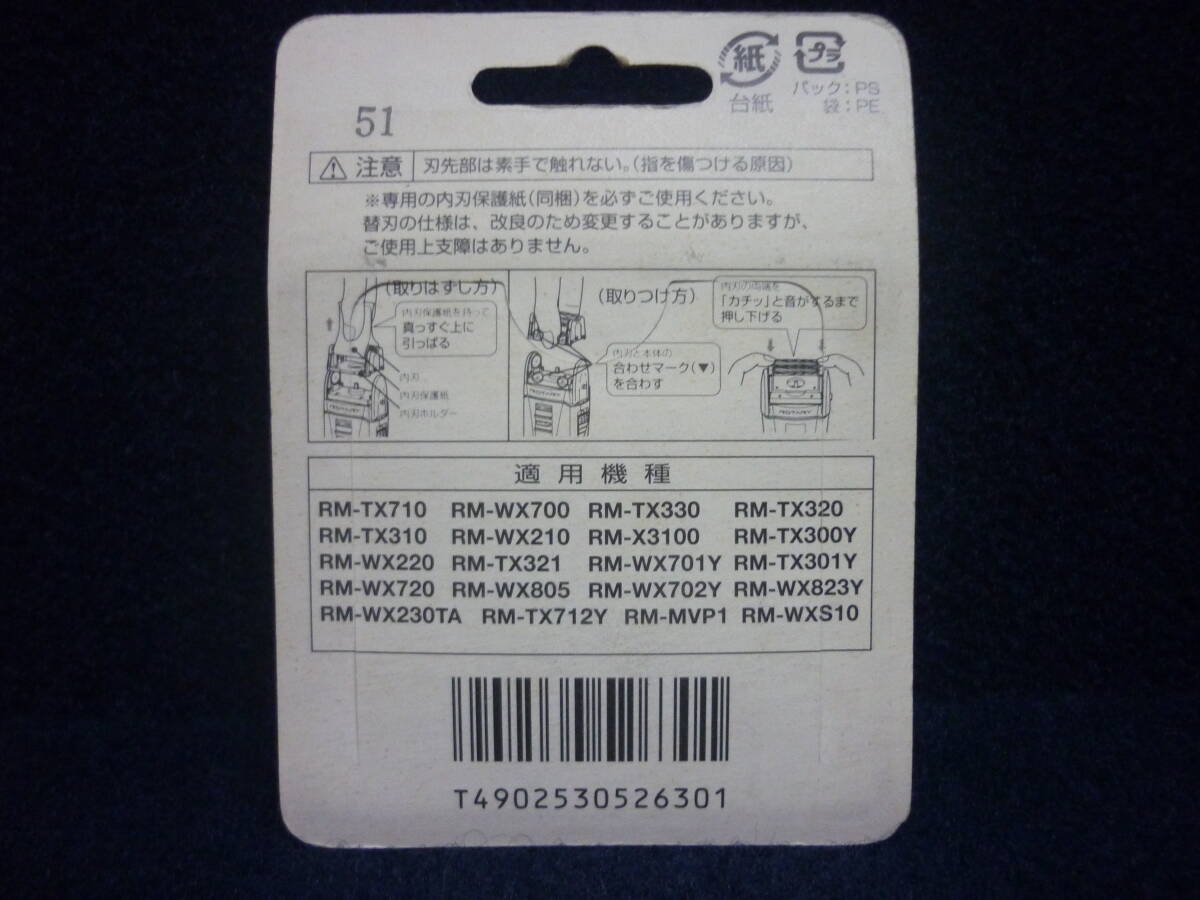 紙
台紙
プラ
パック:PS
袋:PE
51
注意 刃先部は素手で触れない。(指を傷つける原因)
※専用の内刃保護紙(同梱)を必ずご使用ください。
替刃の仕様は、改良のため変更することがありますが、
ご使用上支障はありません。
(取りはずし方)
内刃保護紙を持って
真っすぐ上に
引っぱる
内刃
内刃保護紙
内刃ホルダー
ROTARY
(取りつけ方)
内刃と本体の
合わせマーク(▼)
を合わす
内刃の両端を
「カチッ」と音がするまで
押し下げる
ROTARY
適用機種
RM-TX710 RM-WX700 RM-TX330 RM-TX320
RM-TX310 RM-WX210 RM-X3100 RM-TX300Y
RM-WX220 RM-TX321 RM-WX701Y RM-TX301Y
RM-WX720 RM-WX805 RM-WX702Y RM-WX823Y
RM-WX230TA RM-TX712Y RM-MVP1 RM-WXS10
T4902530526301